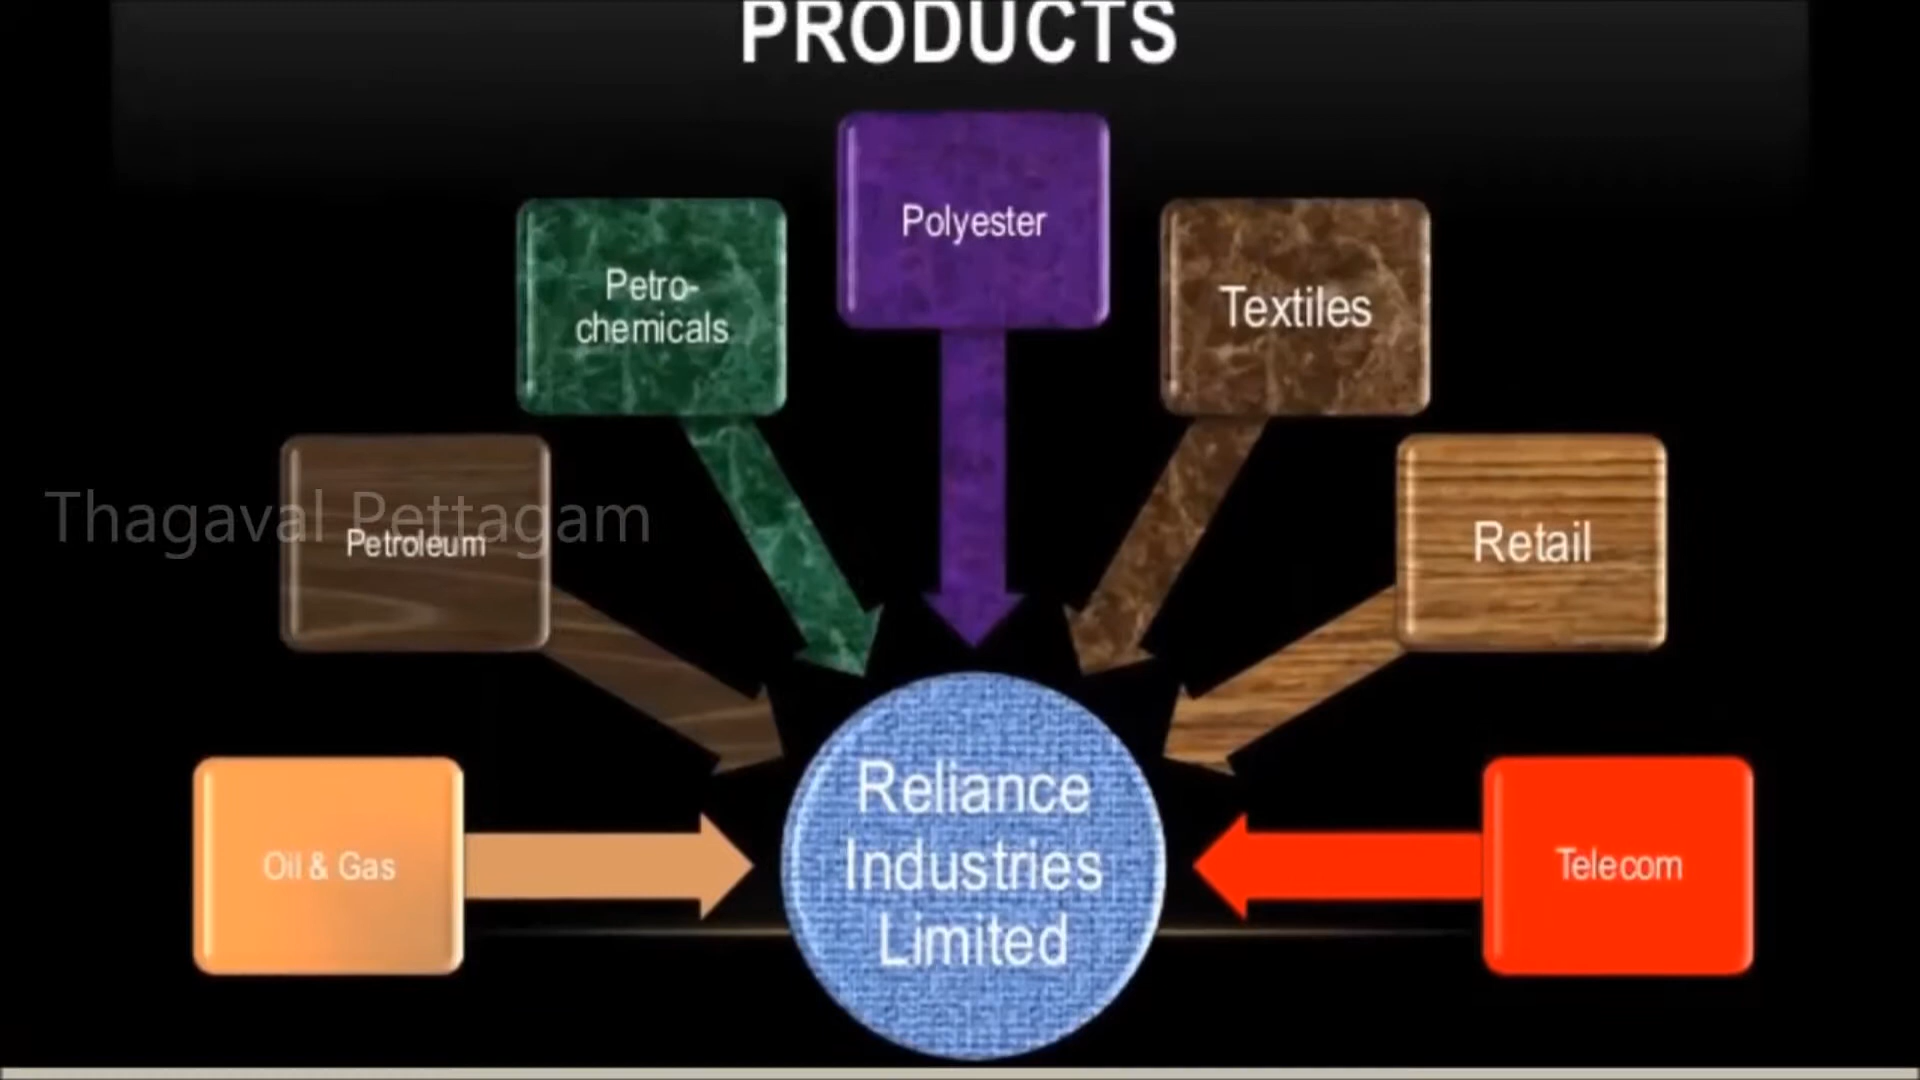 PRODUCTS
Polyester
Petro-
chemicals
Textiles
Thagaval Pettagam
Petroleum
Retail
Oil & Gas
Reliance
Industries
Limited
Telecom